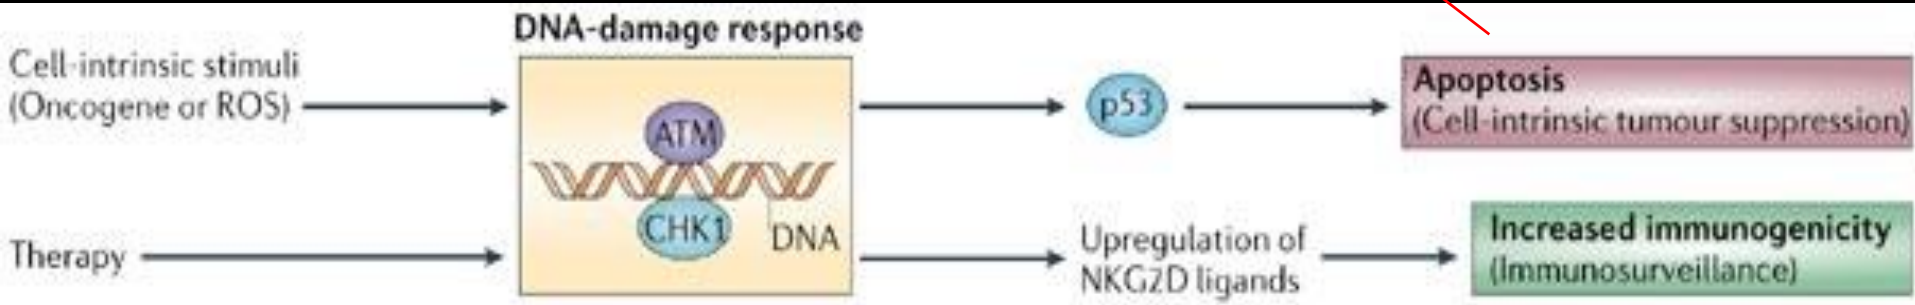 DNA-damage response
Cell-intrinsic stimuli
(Oncogene or ROS)
ATM
CHK1
DNA
p53
Apoptosis
(Cell-intrinsic tumour suppression)
Therapy
Upregulation of
NKG2D ligands
Increased immunogenicity
(Immunosurveillance)